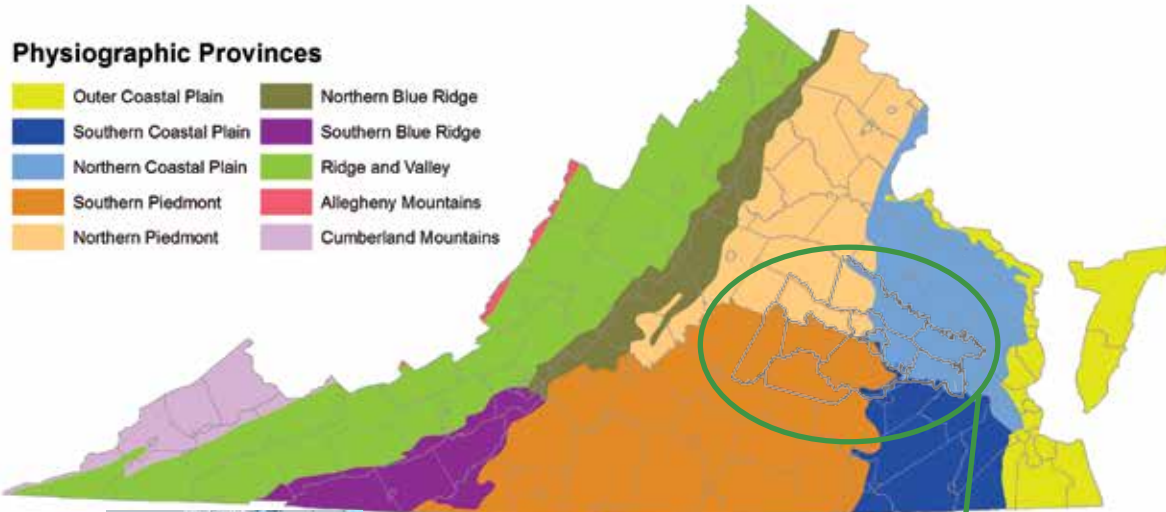 Physiographic Provinces
Outer Coastal Plain
Southern Coastal Plain
Northern Coastal Plain
Southern Piedmont
Northern Piedmont
Northern Blue Ridge
Southern Blue Ridge
Ridge and Valley
Allegheny Mountains
Cumberland Mountains